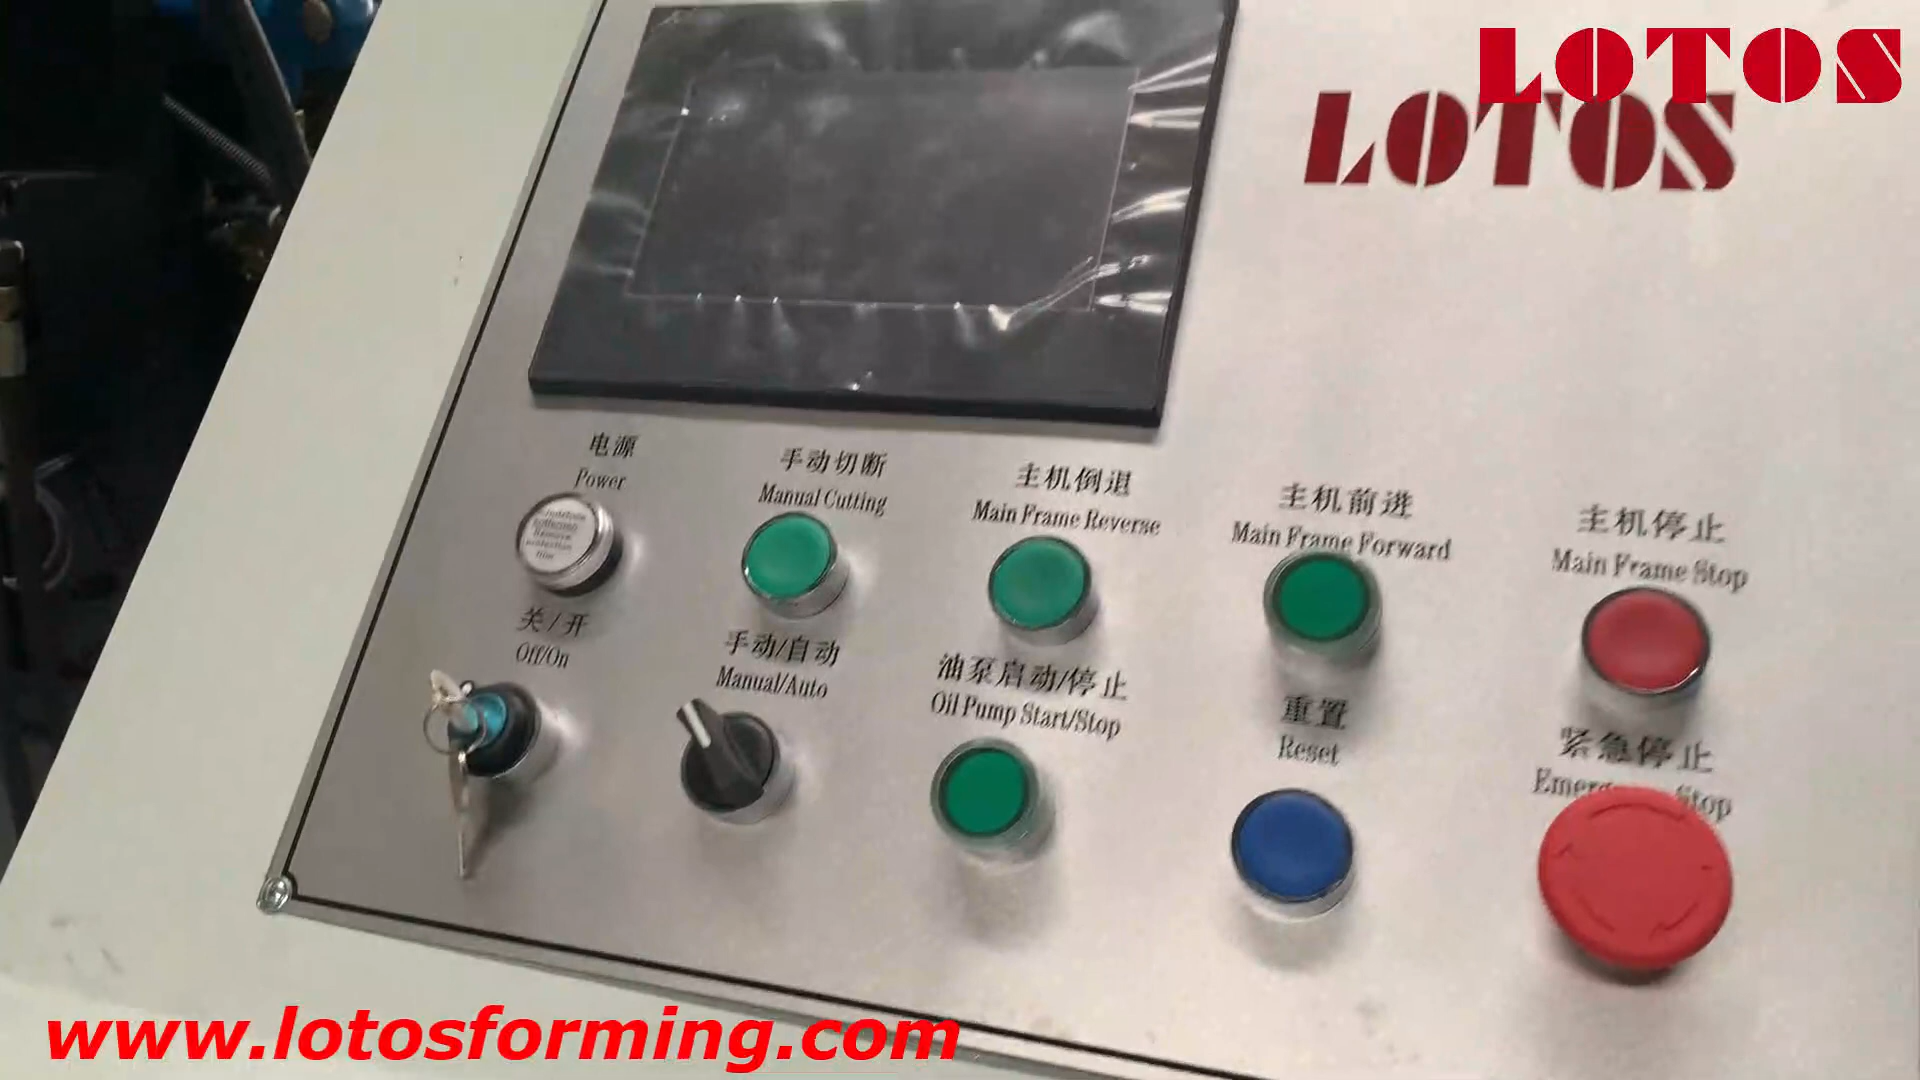 LOTOS
LOTOS
电源
Power
手动切断
Manual Cutting
主机倒退
Main Frame Reverse
主机前进
Main Frame Forward
主机停止
Main Frame Stop
关/开
Off/On
手动/自动
Manual/Auto
油泵启动/停止
Oil Pump Start/Stop
重置
Reset
紧急停止
Stop
www.lotosforming.com